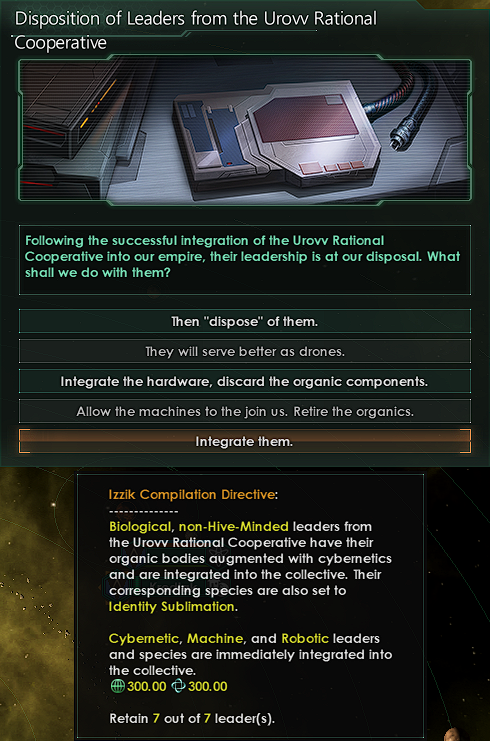 Disposition of Leaders from the Urovv Rational
Cooperative
Following the successful integration of the Urovv Rational
Cooperative into our empire, their leadership is at our disposal. What
shall we do with them?
Then "dispose" of them.
They will serve better as drones.
Integrate the hardware, discard the organic components.
Allow the machines to the join us. Retire the organics.
Integrate them.
Izzik Compilation Directive:
--------------
Biological, non-Hive-Minded leaders from
the Urovv Rational Cooperative have their
organic bodies augmented with cybernetics
and are integrated into the collective. Their
corresponding species are also set to
Identity Sublimation.
Cybernetic, Machine, and Robotic leaders
and species are immediately integrated into
the collective.
300.00 300.00
Retain 7 out of 7 leader(s).